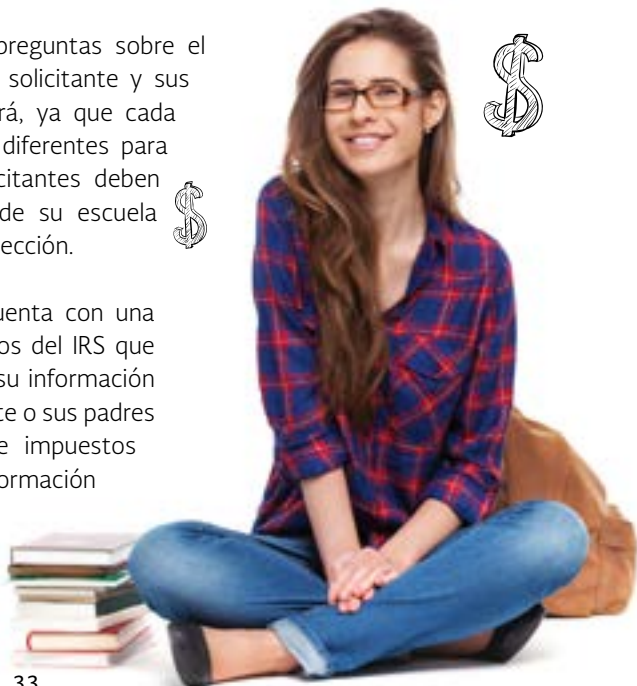 preguntas sobre el
solicitante y sus
rá, ya que cada
diferentes para
citantes deben
de su escuela
ección.
uenta con una
os del IRS que
su información
te o sus padres
e impuestos
ormación
33
$
$